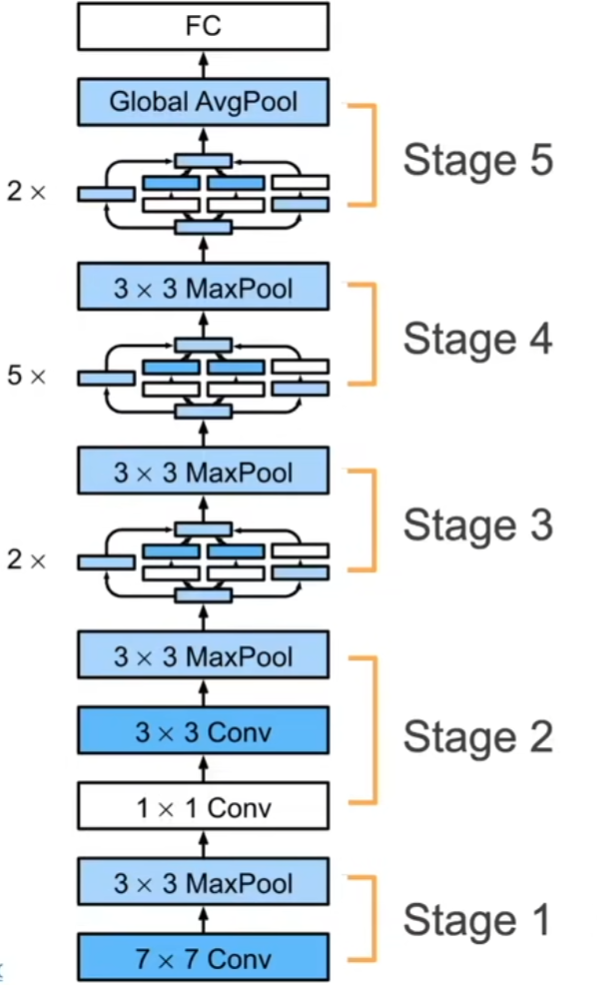 FC
Global AvgPool
Stage 5
2 ×
3 × 3 MaxPool
Stage 4
5 ×
3 × 3 MaxPool
Stage 3
2 ×
3 × 3 MaxPool
3 × 3 Conv
Stage 2
1 × 1 Conv
3 × 3 MaxPool
Stage 1
7 × 7 Conv